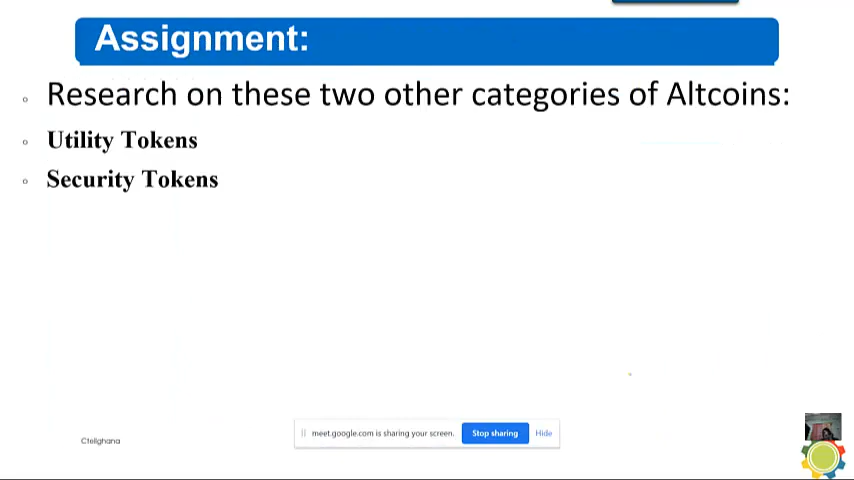 Assignment:
Research on these two other categories of Altcoins:
Utility Tokens
Security Tokens
Ctellghana
meet.google.com is sharing your screen. Stop sharing Hide